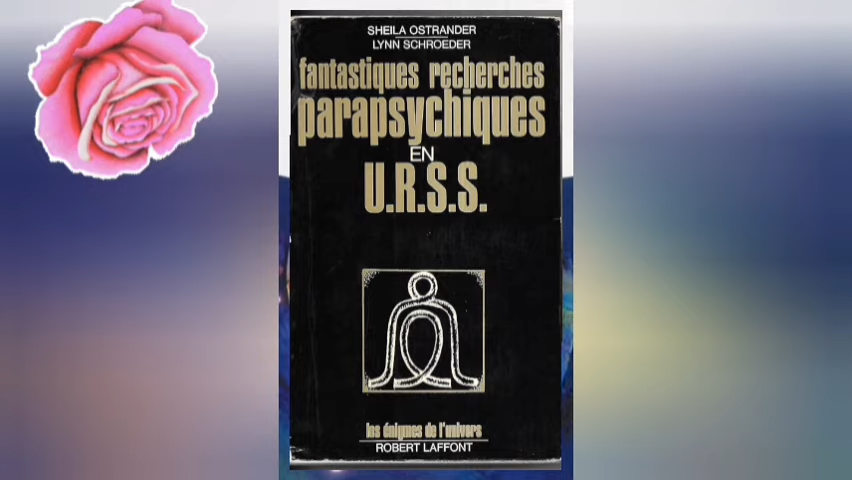 SHEILA OSTRANDER
LYNN SCHROEDER
fantastiques recherches
parapsychiques
EN
U.R.S.S.
les énigmes de l'univers
ROBERT LAFFONT